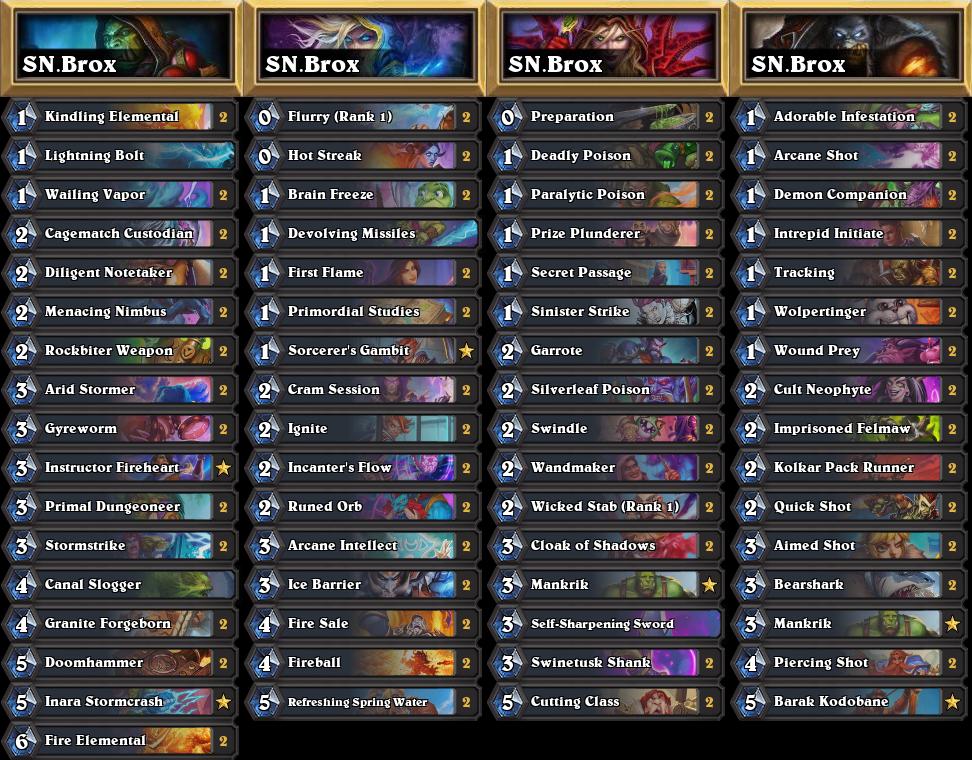 SN.Brox
1 Kindling Elemental 2
1 Lightning Bolt
1 Wailing Vapor 2
2 Cagematch Custodian 2
2 Diligent Notetaker 2
2 Menacing Nimbus 2
2 Rockbiter Weapon 2
3 Arid Stormer 2
3 Gyreworm 2
3 Instructor Fireheart
3 Primal Dungeoneer 2
3 Stormstrike 2
4 Canal Slogger
4 Granite Forgeborn 2
5 Doomhammer 2
5 Inara Stormcrash
6 Fire Elemental 2
SN.Brox
0 Flurry (Rank 1) 2
0 Hot Streak 2
1 Brain Freeze 2
1 Devolving Missiles
1 First Flame 2
1 Primordial Studies 2
1 Sorcerer's Gambit
2 Cram Session 2
2 Ignite 2
2 Incanter's Flow 2
2 Runed Orb 2
3 Arcane Intellect 2
3 Ice Barrier 2
4 Fire Sale 2
4 Fireball 2
5 Refreshing Spring Water 2
SN.Brox
0 Preparation 2
1 Deadly Poison 2
1 Paralytic Poison 2
1 Prize Plunderer 2
1 Secret Passage 2
1 Sinister Strike 2
2 Garrote 2
2 Silverleaf Poison 2
2 Swindle 2
2 Wandmaker 2
2 Wicked Stab (Rank 1) 2
3 Cloak of Shadows 2
3 Mankrik
3 Self-Sharpening Sword
3 Swinetusk Shank 2
5 Cutting Class 2
SN.Brox
1 Adorable Infestation 2
1 Arcane Shot 2
1 Demon Companion 2
1 Intrepid Initiate 2
1 Tracking 2
1 Wolpertinger 2
1 Wound Prey 2
2 Cult Neophyte 2
2 Imprisoned Felmaw 2
2 Kolkar Pack Runner 2
2 Quick Shot 2
3 Aimed Shot 2
3 Bearshark 2
3 Mankrik
4 Piercing Shot 2
5 Barak Kodobane